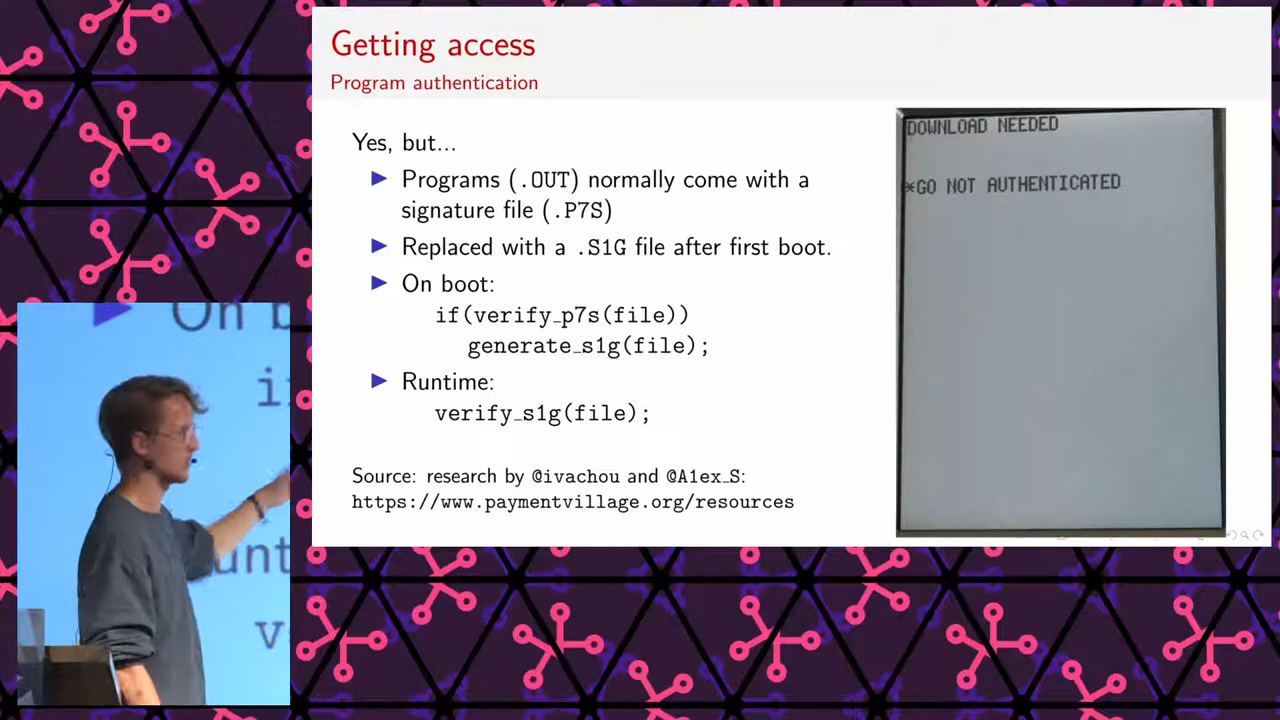 Getting access
Program authentication
Yes, but...
Programs (.OUT) normally come with a
signature file (.P7S)
Replaced with a .S1G file after first boot.
On boot:
if(verify_p7s(file))
generate_s1g(file);
Runtime:
verify_s1g(file);
Source: research by @ivachou and @A1ex_S:
https://www.paymentvillage.org/resources
DOWNLOAD NEEDED
*GO NOT AUTHENTICATED
On b
i
unt
v